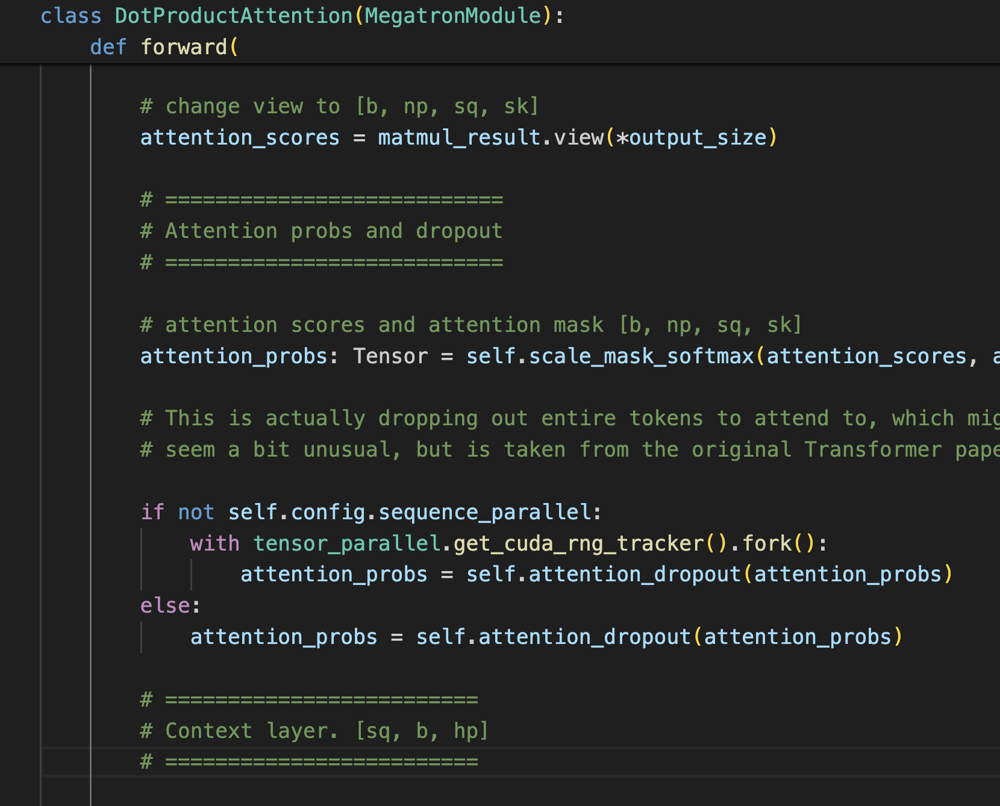 class DotProductAttention(MegatronModule):
def forward(
# change view to [b, np, sq, sk]
attention_scores = matmul_result.view(*output_size)
# ===========================
# Attention probs and dropout
# ===========================
# attention scores and attention mask [b, np, sq, sk]
attention_probs: Tensor = self.scale_mask_softmax(attention_scores,
# This is actually dropping out entire tokens to attend to, which
# seem a bit unusual, but is taken from the original Transformer
if not self.config.sequence_parallel:
with tensor_parallel.get_cuda_rng_tracker().fork():
attention_probs = self.attention_dropout(attention_probs)
else:
attention_probs = self.attention_dropout(attention_probs)
# =========================
# Context layer. [sq, b, hp]
# =========================